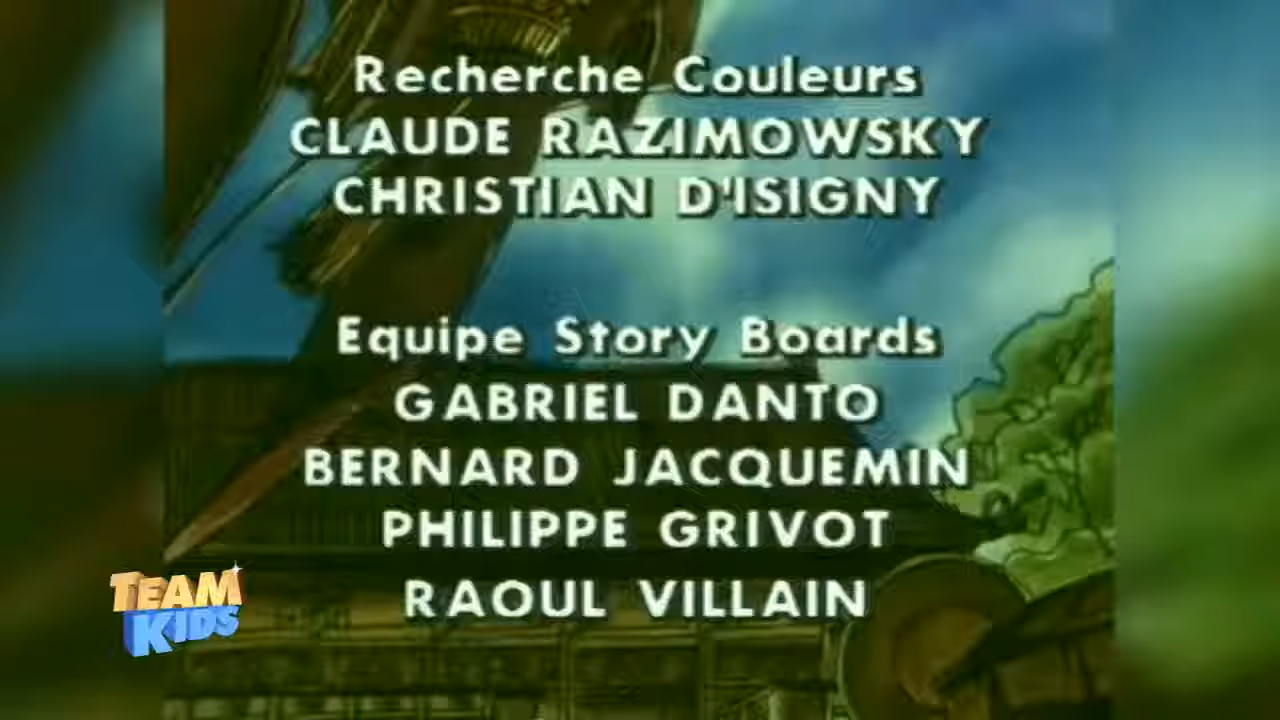 Recherche Couleurs
CLAUDE RAZIMOWSKY
CHRISTIAN D'ISIGNY
Equipe Story Boards
GABRIEL DANTO
BERNARD JACQUEMIN
PHILIPPE GRIVOT
RAOUL VILLAIN
TEAM
KIDS